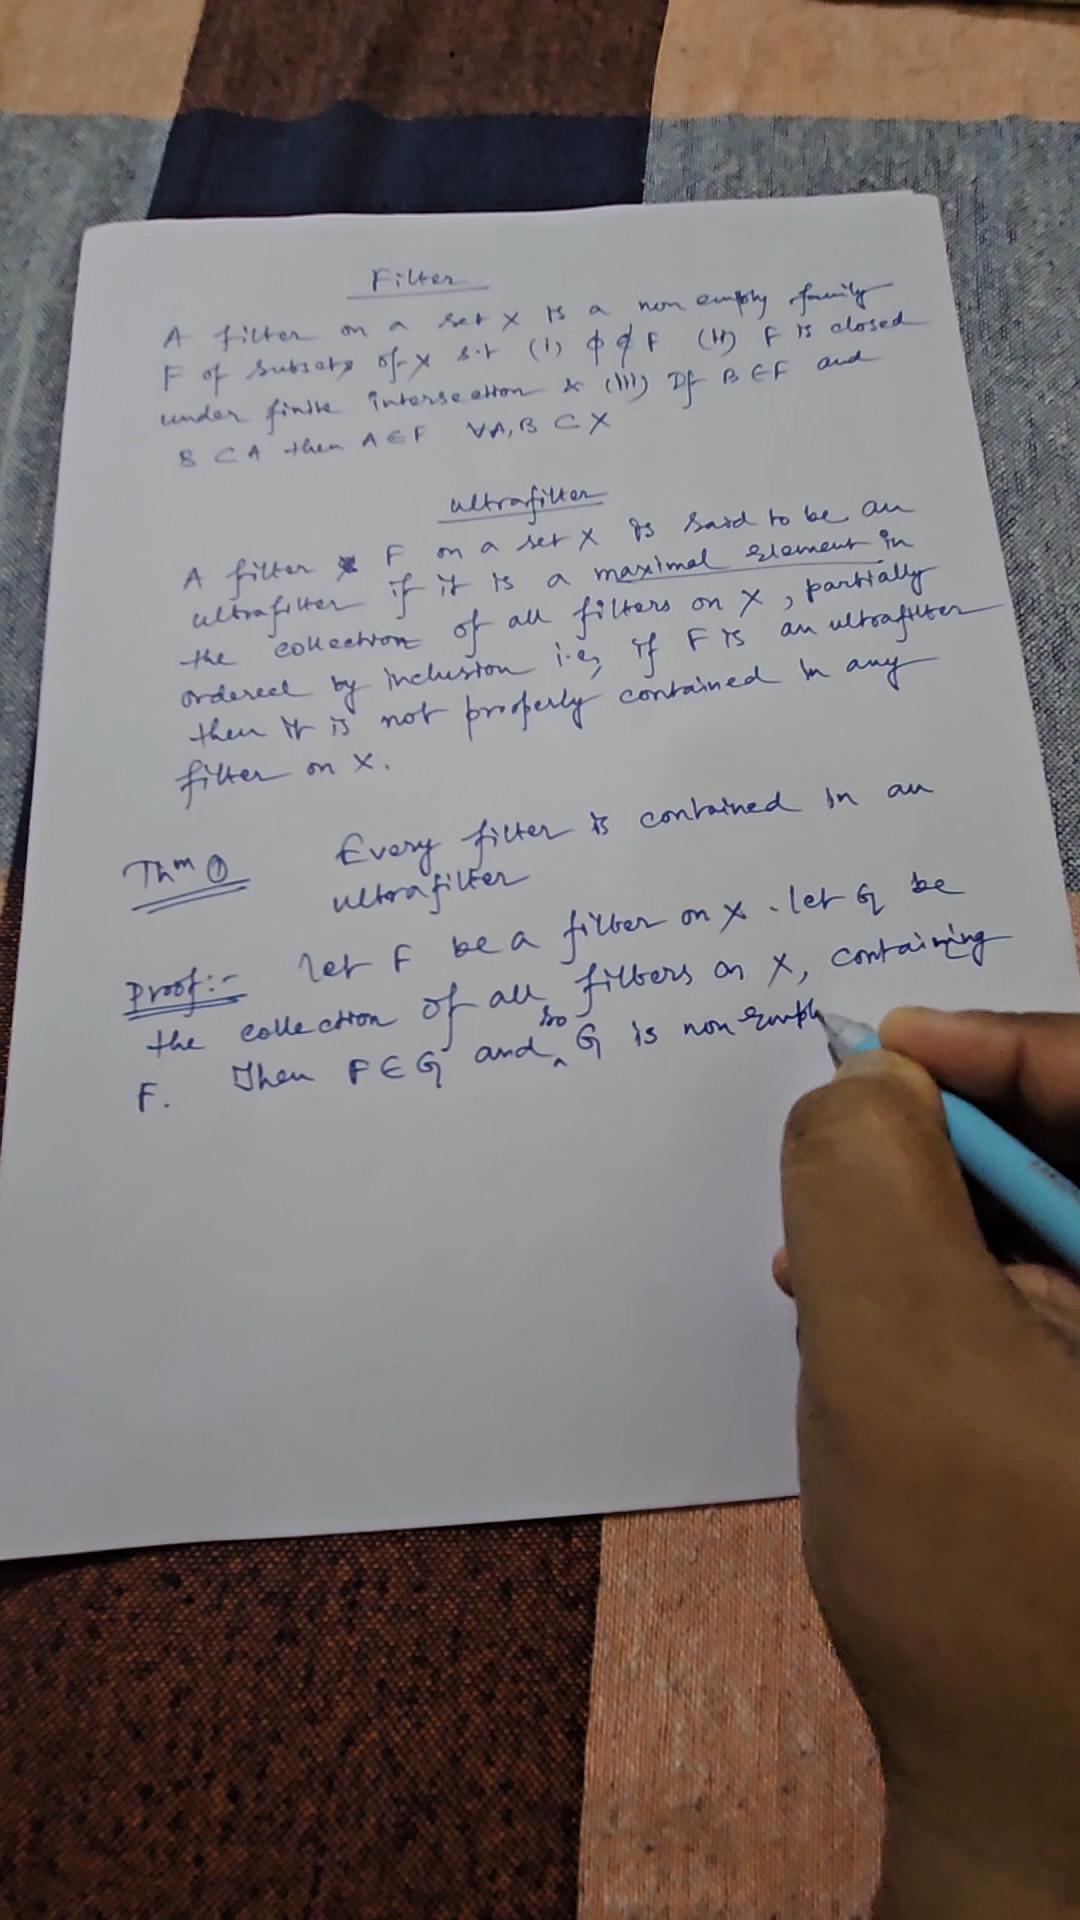 Filter
A filter on a set X is a non empty family
F of subsets of X s.t (i) ϕ ∉ F (ii) F is closed
under finite intersection & (iii) If B ∈ F and
B ⊂ A then A ∈ F ∀A, B ⊂ X
ultrafilter
A filter F on a set X is said to be an
ultrafilter if it is a maximal element in
the collection of all filters on X, partially
ordered by inclusion i.e, if F is an ultrafilter
then it is not properly contained in any
filter on X.
Thm ① Every filter is contained in an
ultrafilter
Proof:- Let F be a filter on X. Let G be
the collection of all filters on X, containing
F. Then F ∈ G and so G is non empty